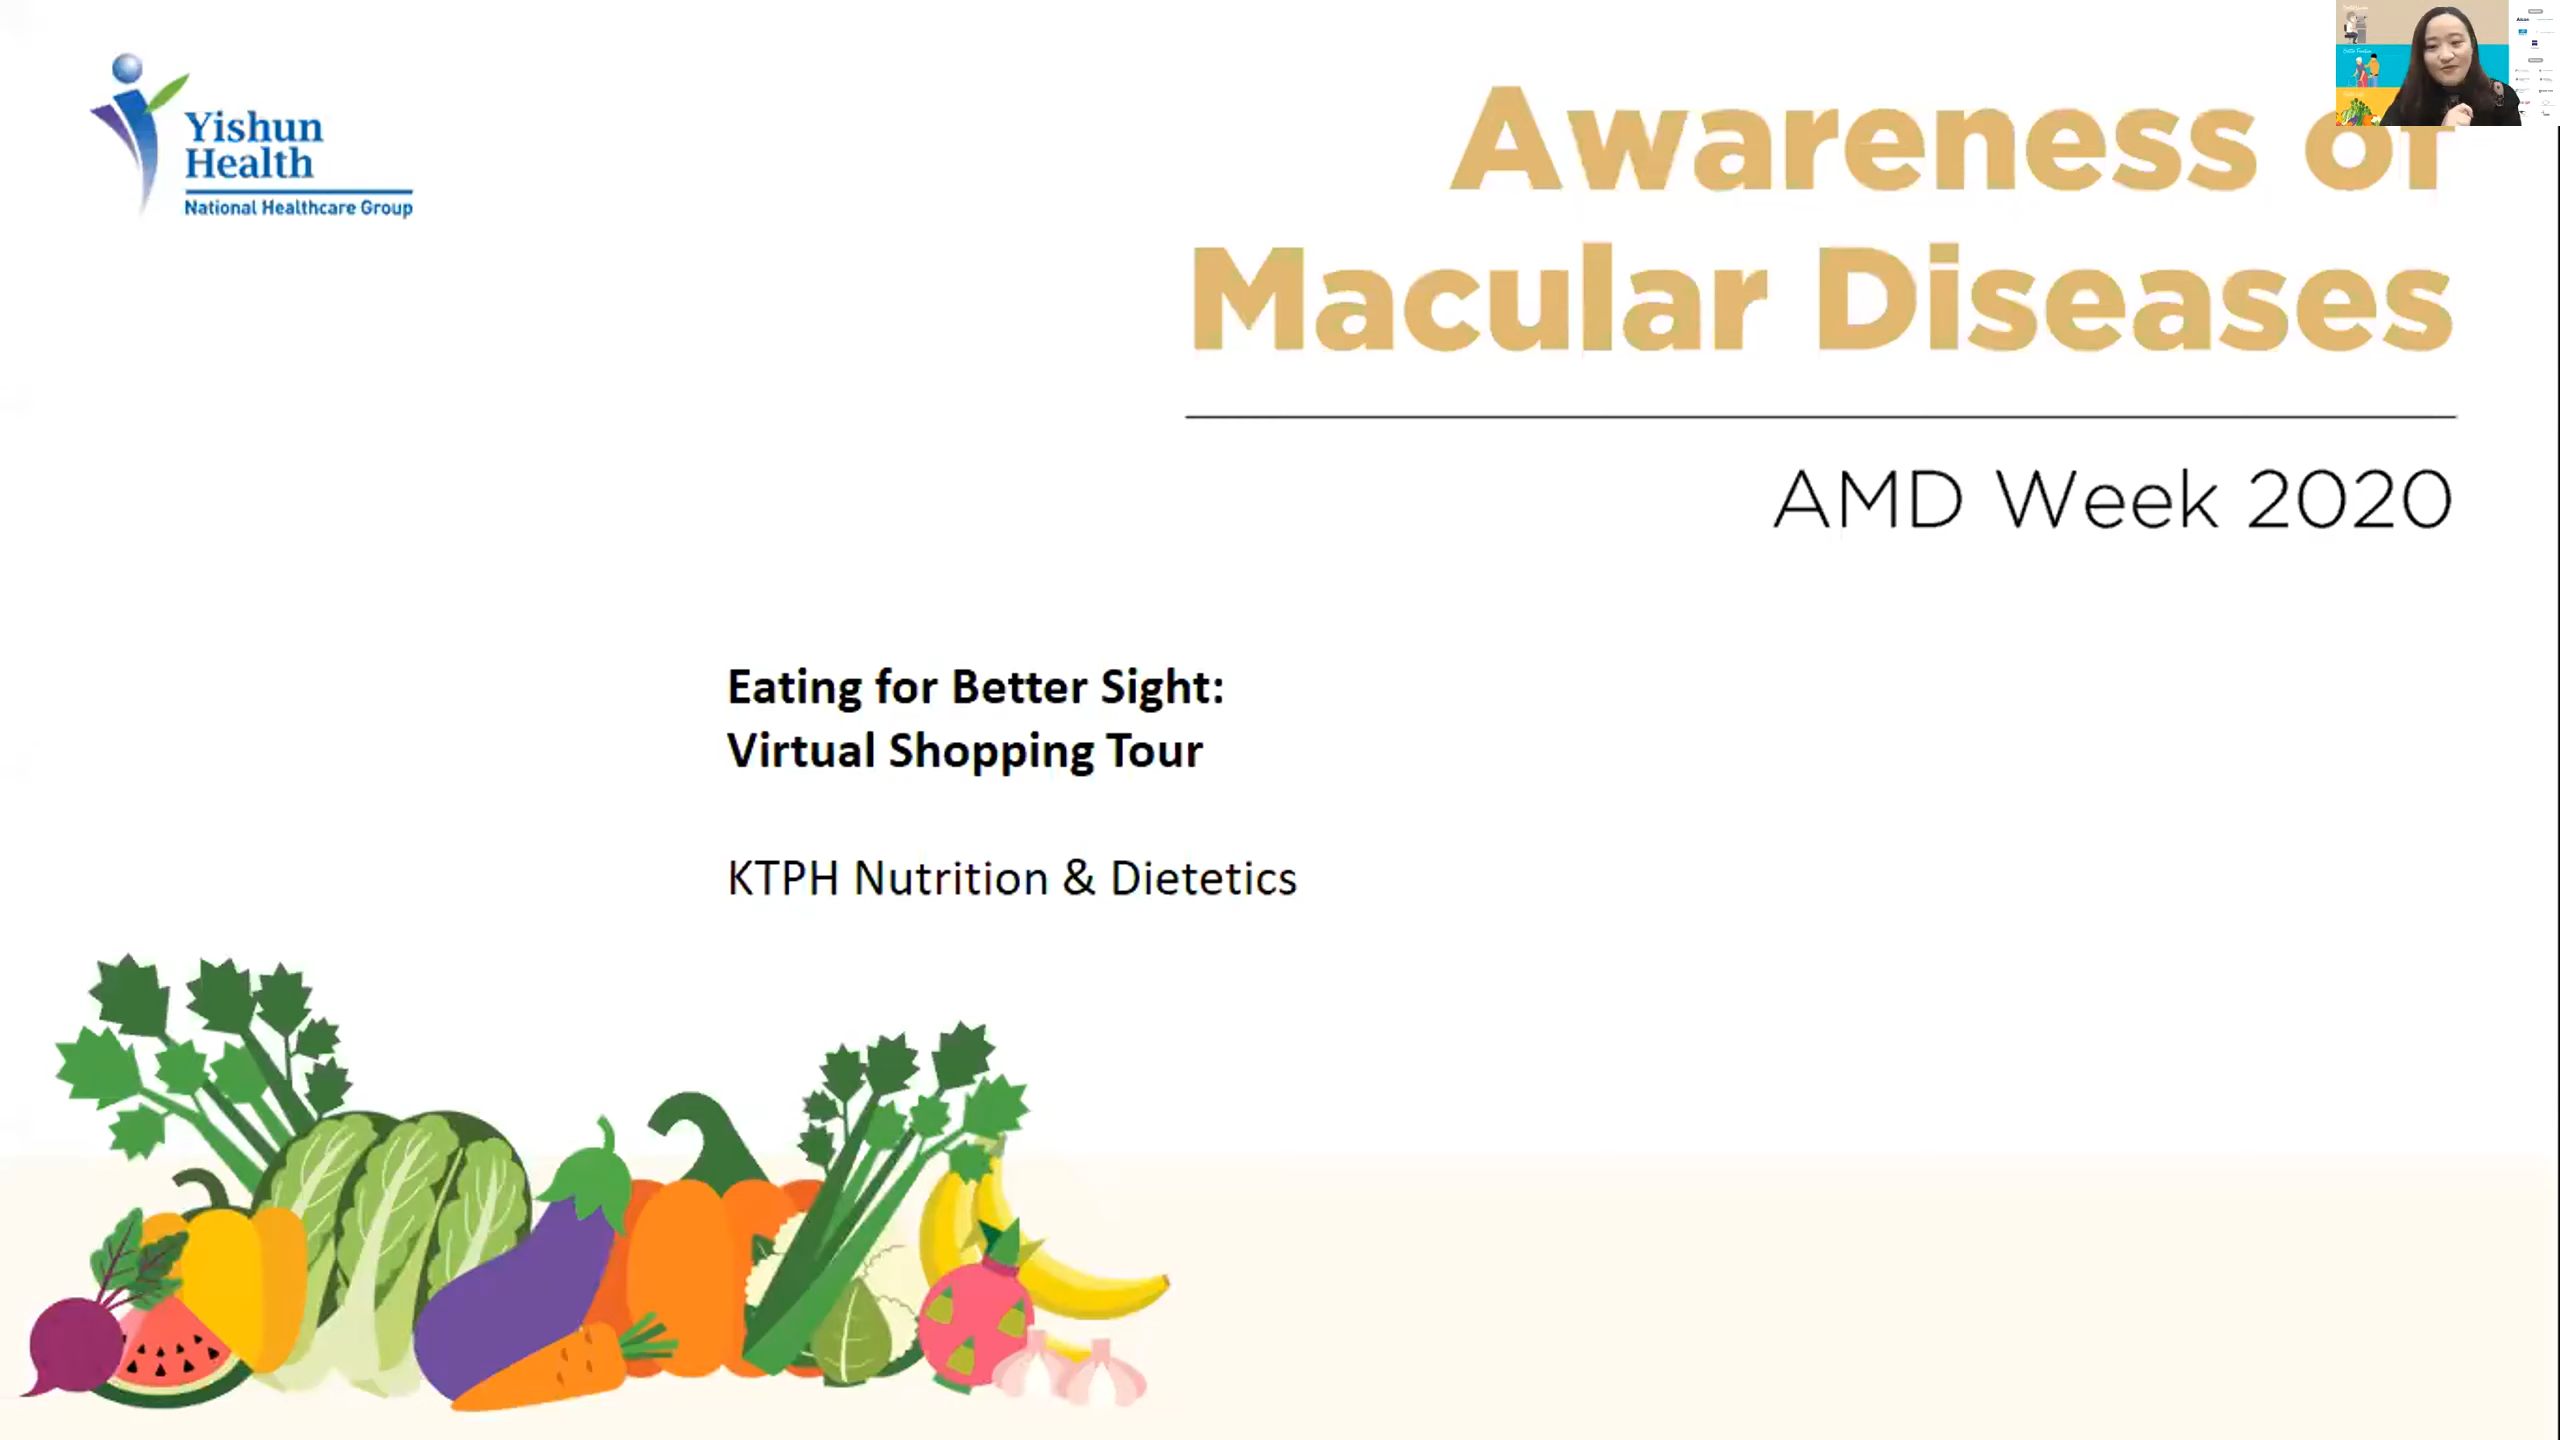 Yishun
Health
National Healthcare Group
Awareness of
Macular Diseases
AMD Week 2020
Eating for Better Sight:
Virtual Shopping Tour
KTPH Nutrition & Dietetics